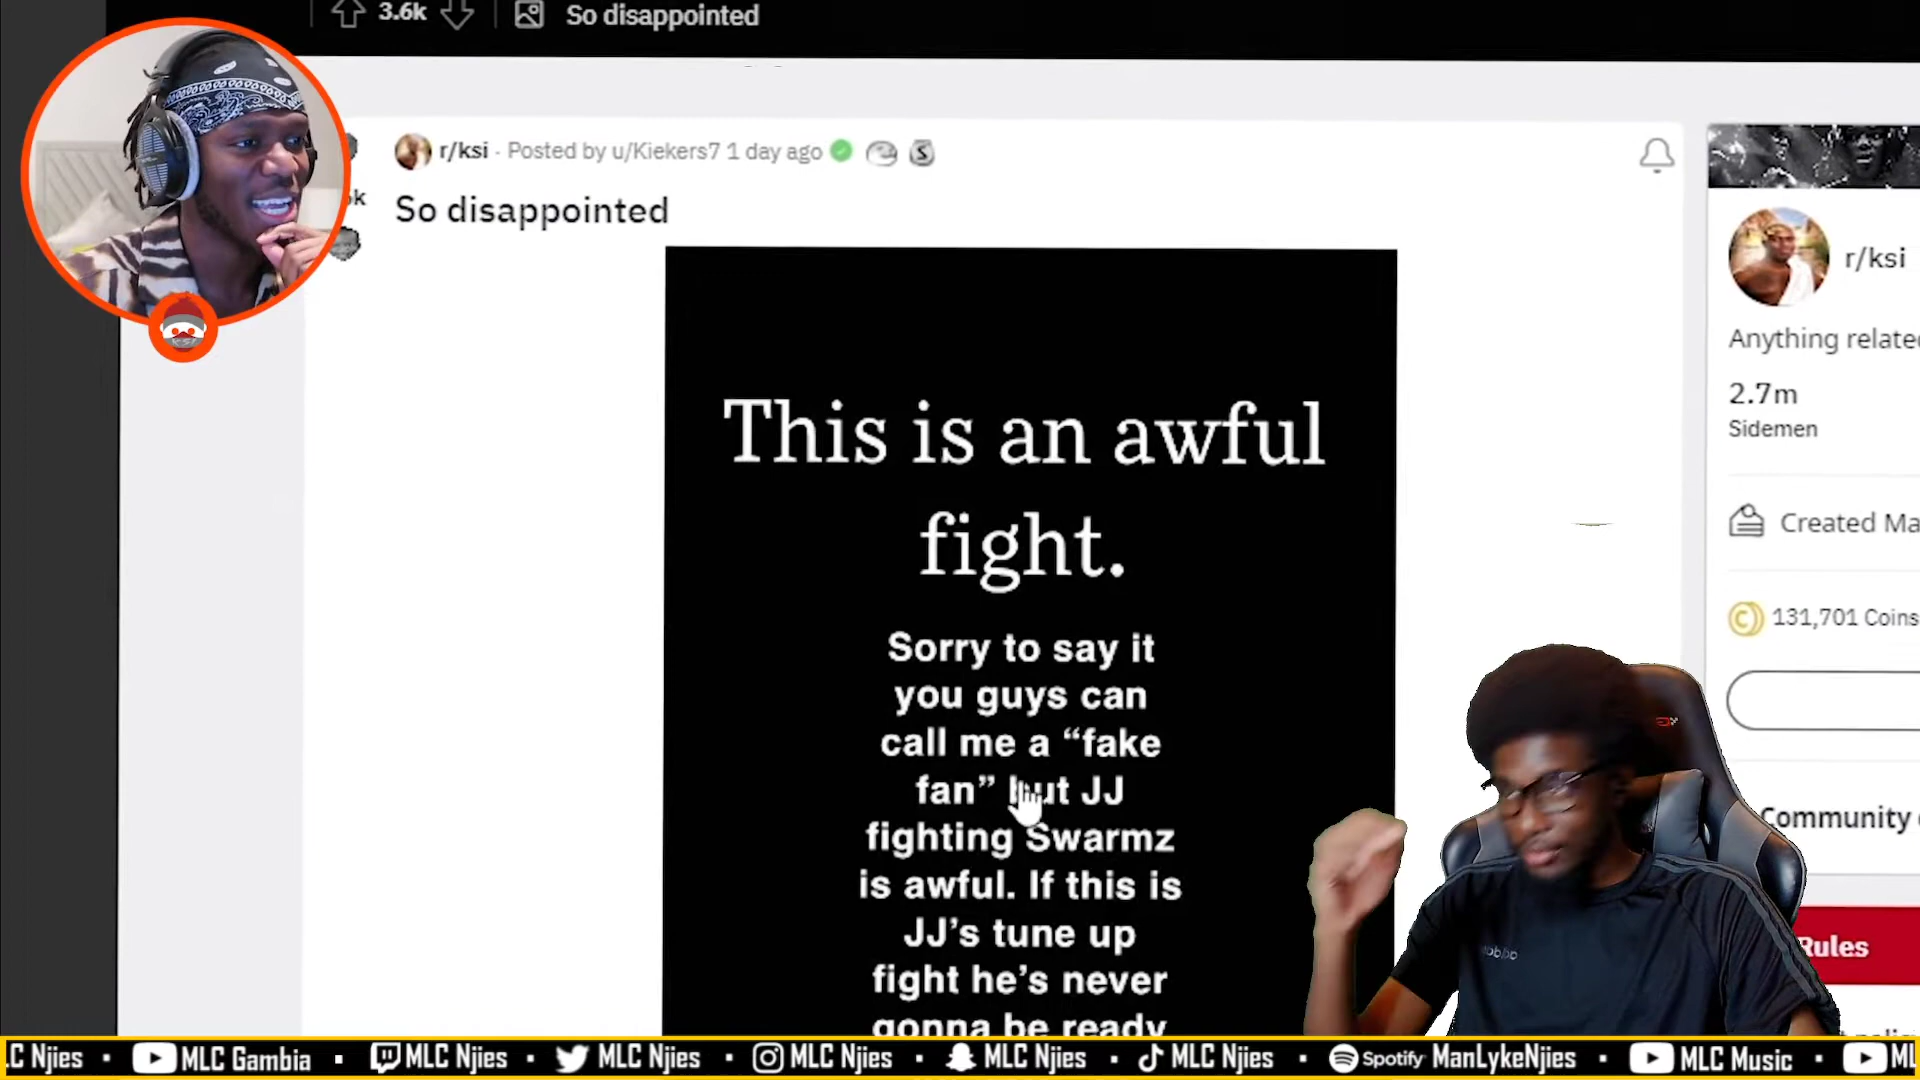 3.6k So disappointed
r/ksi · Posted by u/Kiekers7 1 day ago
k
So disappointed
This is an awful
fight.
Sorry to say it
you guys can
call me a “fake
fan” but JJ
fighting Swarmz
is awful. If this is
JJ’s tune up
fight he’s never
gonna be ready
r/ksi
Anything related
2.7m
Sidemen
Created Ma
131,701 Coins
Community
Rules
.C Njies · MLC Gambia · MLC Njies · MLC Njies · MLC Njies · MLC Njies · MLC Njies · Spotify ManLykeNjies · MLC Music · ML